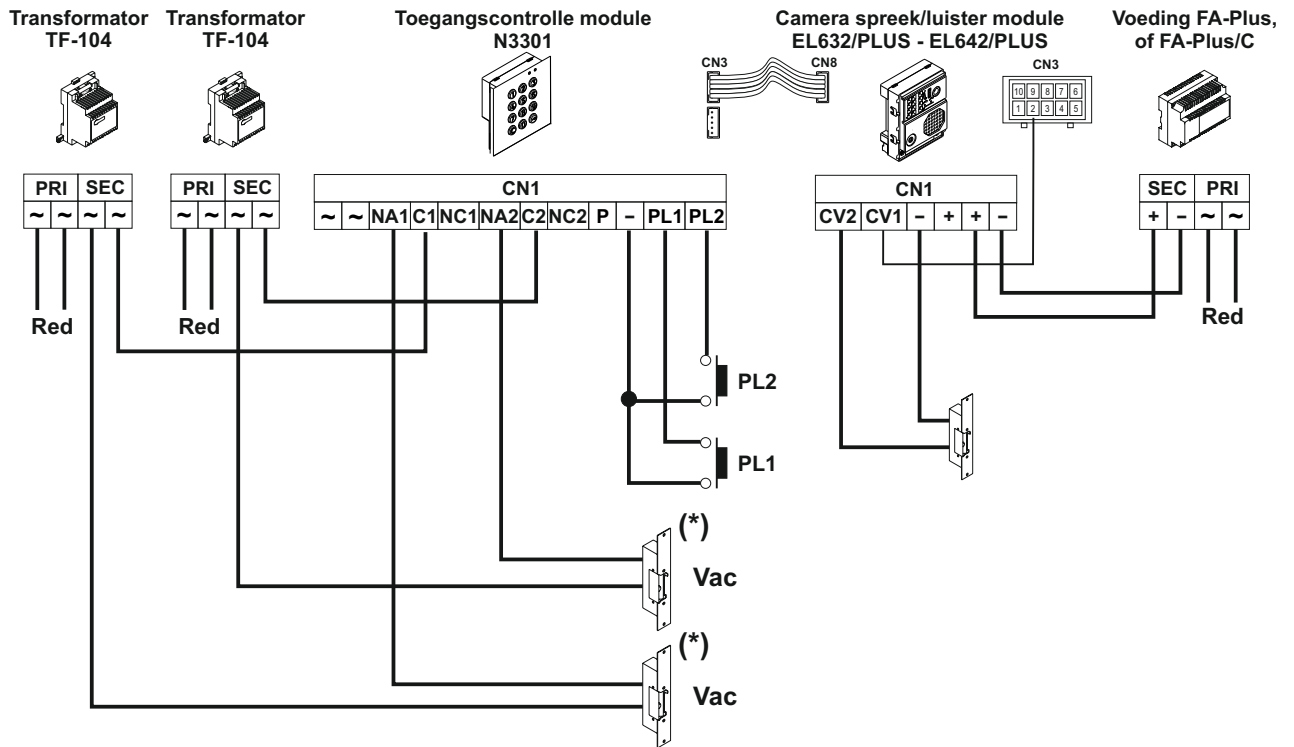 Transformator
TF-104
Transformator
TF-104
Toegangscontrolle module
N3301
Camera spreek/luister module
EL632/PLUS - EL642/PLUS
Voeding FA-Plus,
of FA-Plus/C
CN3
CN8
CN3
10 9 8 7 6
1 2 3 4 5
PRI SEC
~ ~ ~ ~
PRI SEC
~ ~ ~ ~
CN1
~ ~ NA1 C1 NC1 NA2 C2 NC2 P – PL1 PL2
CN1
CV2 CV1 – + + –
SEC PRI
+ – ~ ~
Red
Red
Red
PL2
PL1
(*)
Vac
(*)
Vac